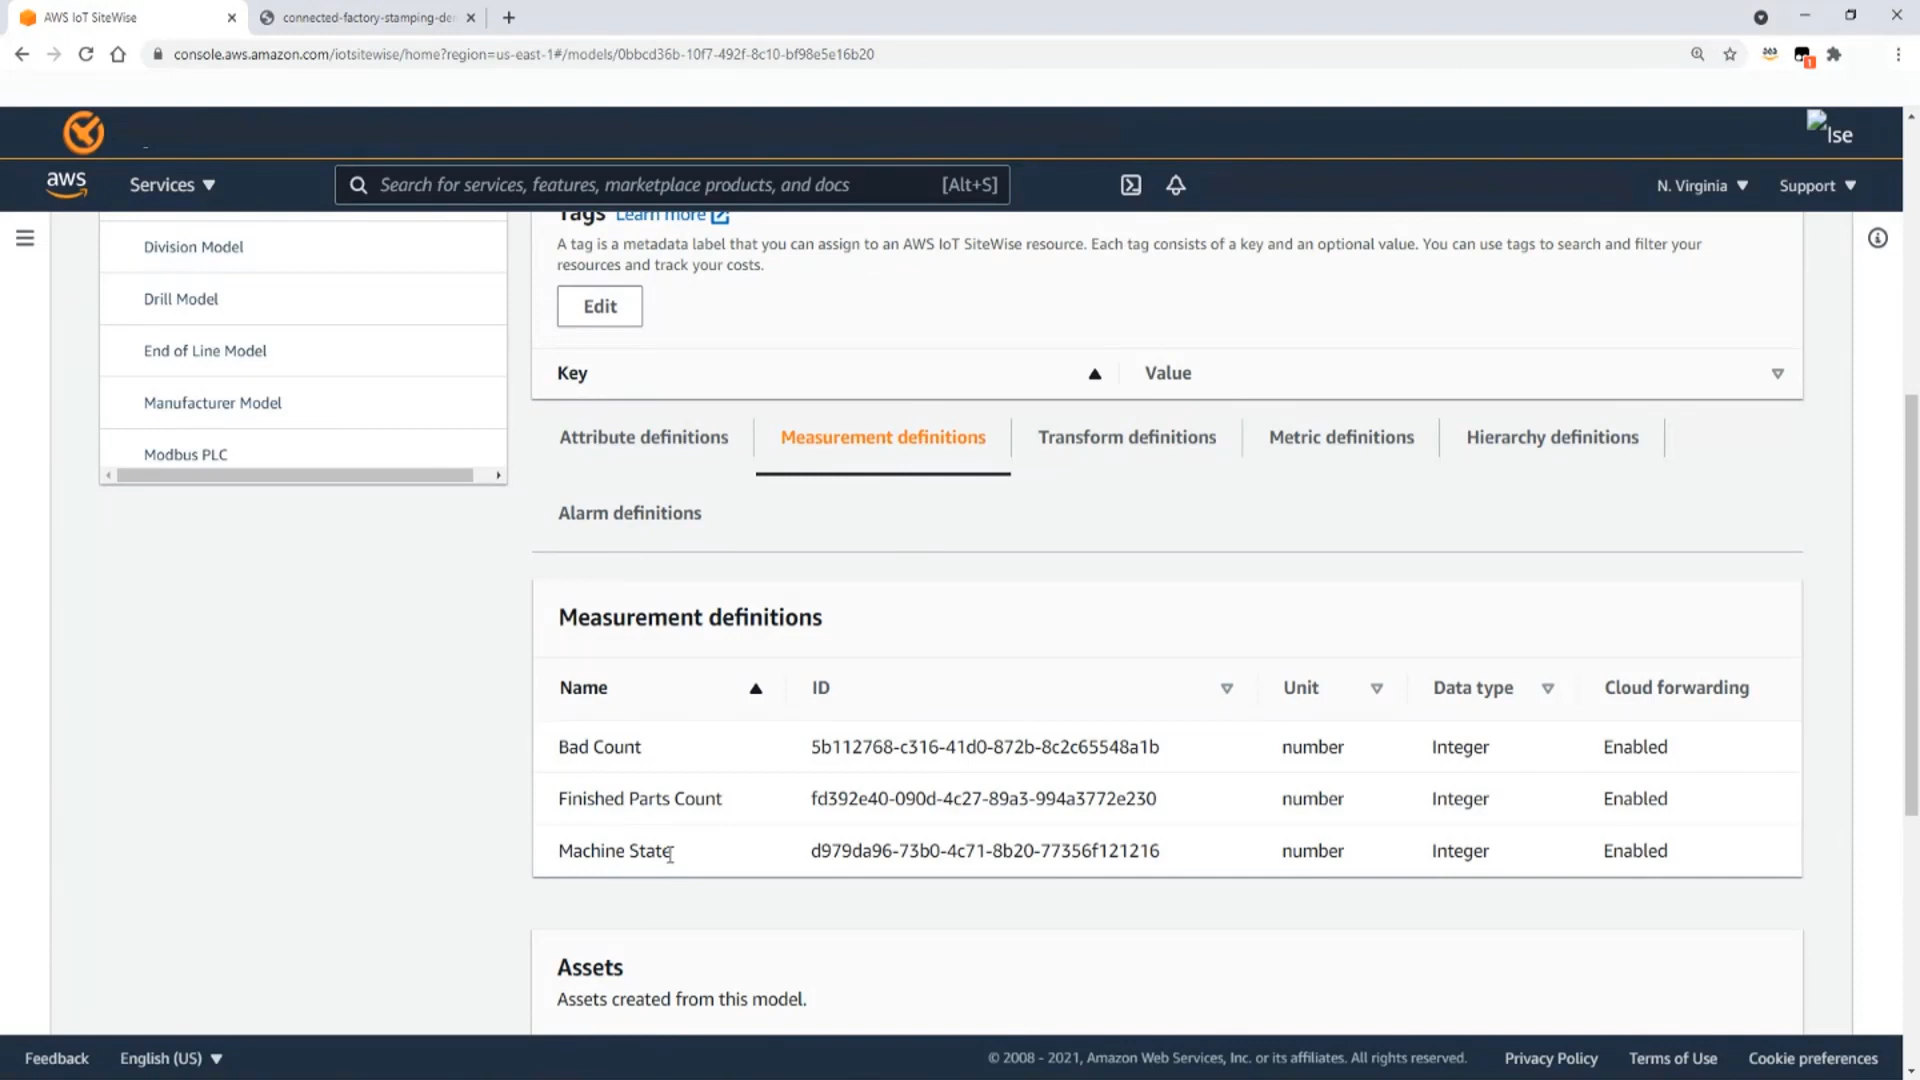 AWS IoT SiteWise
connected-factory-stamping-de
console.aws.amazon.com/iotsitewise/home?region=us-east-1#/models/0bbcd36b-10f7-492f-8c10-bf98e5e16b20
1
lse
aws
Services
Search for services, features, marketplace products, and docs
[Alt+S]
N. Virginia
Support
Division Model
Drill Model
End of Line Model
Manufacturer Model
Modbus PLC
Tags Learn more
A tag is a metadata label that you can assign to an AWS IoT SiteWise resource. Each tag consists of a key and an optional value. You can use tags to search and filter your
resources and track your costs.
Edit
Key Value
Attribute definitions Measurement definitions Transform definitions Metric definitions Hierarchy definitions
Alarm definitions
Measurement definitions
Name ID Unit Data type Cloud forwarding
Bad Count 5b112768-c316-41d0-872b-8c2c65548a1b number Integer Enabled
Finished Parts Count fd392e40-090d-4c27-89a3-994a3772e230 number Integer Enabled
Machine State d979da96-73b0-4c71-8b20-77356f121216 number Integer Enabled
Assets
Assets created from this model.
Feedback English (US) © 2008 - 2021, Amazon Web Services, Inc. or its affiliates. All rights reserved. Privacy Policy Terms of Use Cookie preferences